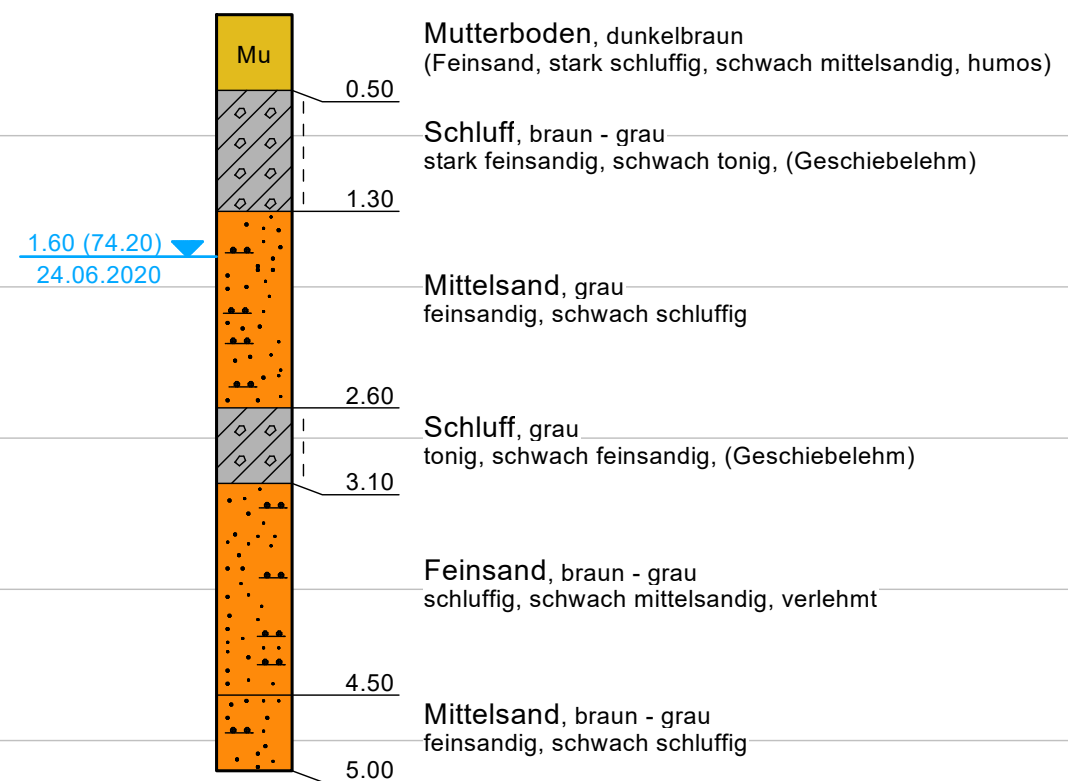 Mu
Mutterboden, dunkelbraun
(Feinsand, stark schluffig, schwach mittelsandig, humos)
0.50
Schluff, braun - grau
stark feinsandig, schwach tonig, (Geschiebelehm)
1.30
1.60 (74.20)
24.06.2020
Mittelsand, grau
feinsandig, schwach schluffig
2.60
Schluff, grau
tonig, schwach feinsandig, (Geschiebelehm)
3.10
Feinsand, braun - grau
schluffig, schwach mittelsandig, verlehmt
4.50
Mittelsand, braun - grau
feinsandig, schwach schluffig
5.00